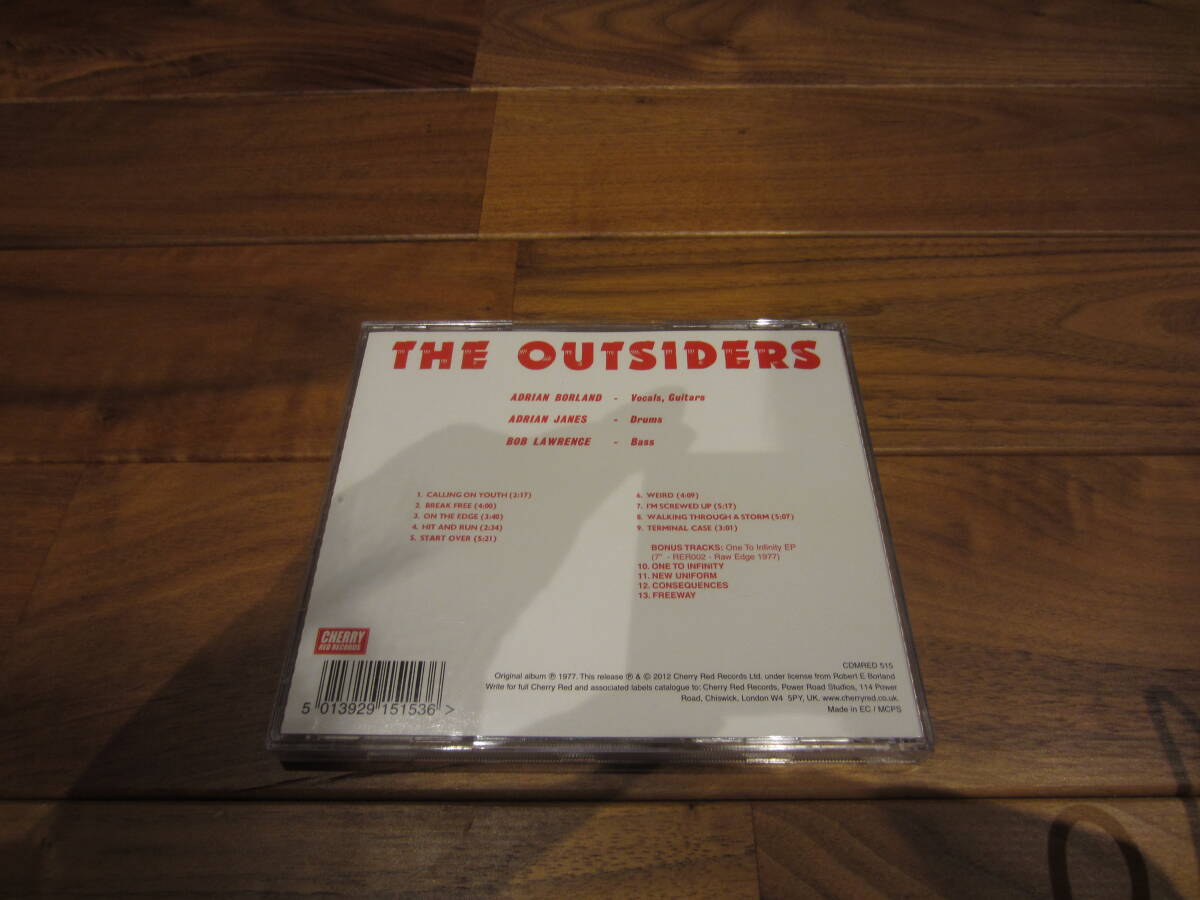 THE OUTSIDERS
ADRIAN BORLAND - Vocals, Guitars
ADRIAN JANES - Drums
BOB LAWRENCE - Bass
1. CALLING ON YOUTH (2:17)
2. BREAK FREE (4:00)
3. ON THE EDGE (3:40)
4. HIT AND RUN (2:34)
5. START OVER (5:21)
6. WEIRD (4:09)
7. I'M SCREWED UP (5:17)
8. WALKING THROUGH A STORM (5:07)
9. TERMINAL CASE (3:01)
BONUS TRACKS: One To Infinity EP
(7" - RER002 - Raw Edge 1977)
10. ONE TO INFINITY
11. NEW UNIFORM
12. CONSEQUENCES
13. FREEWAY
CHERRY
RED RECORDS
5 013929 151536 >
CDMRED 515
Original album ℗ 1977. This release ℗ & © 2012 Cherry Red Records Ltd. under license from Robert E Borland
Write for full Cherry Red and associated labels catalogue to: Cherry Red Records, Power Road Studios, 114 Power
Road, Chiswick, London W4 5PY, UK. www.cherryred.co.uk.
Made in EC / MCPS